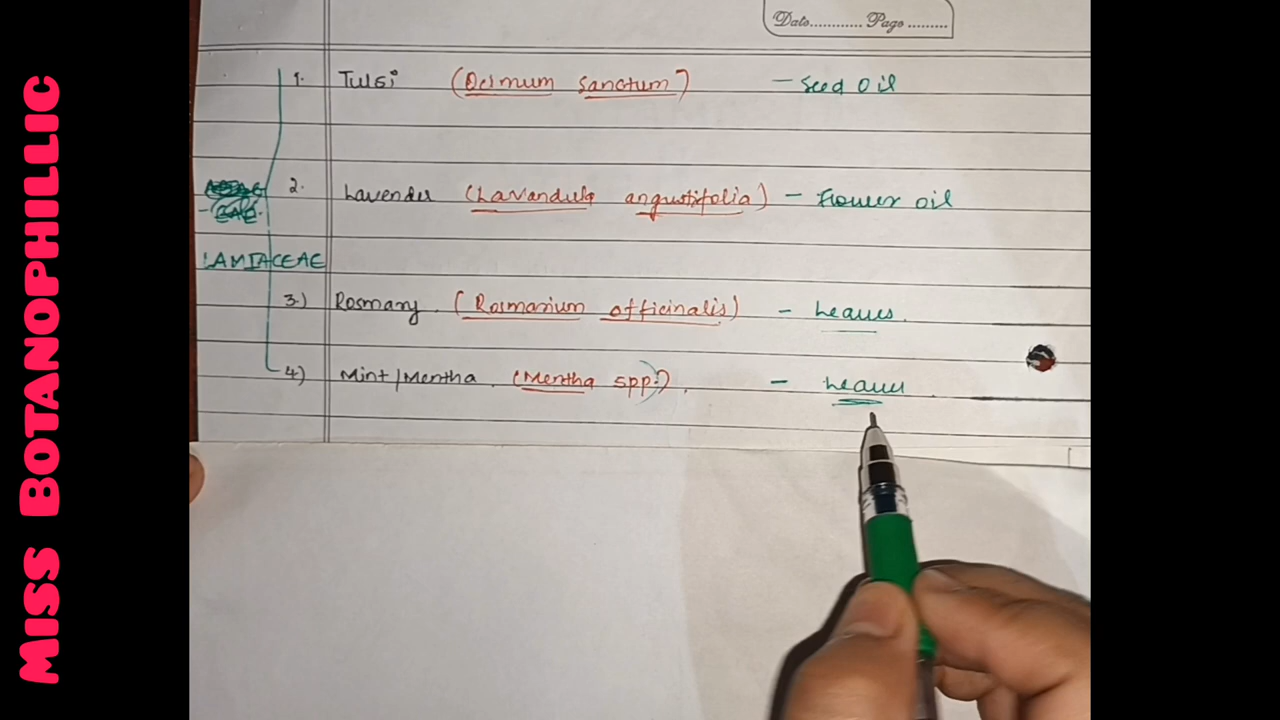 MISS BOTANOPHILLIC
Date............ Page .........
1. Tulsi (Ocimum Sanctum) - Seed oil
2. Lavender (Lavandula angustifolia) - Flower oil
LAMIACEAE
3.) Rosmary. (Rosmarium officinalis) - Leaves.
4.) Mint/Mentha. (Mentha spp.). - Leaves.